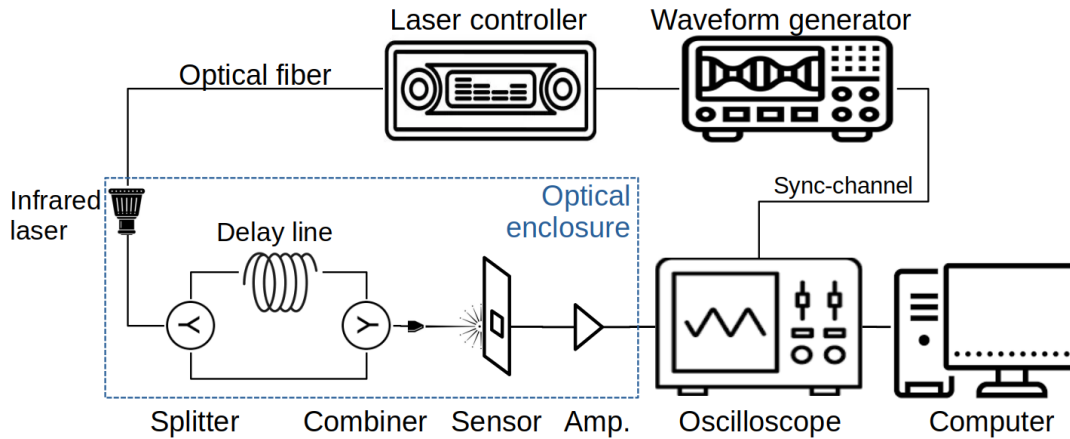 Laser controller
Waveform generator
Optical fiber
Sync-channel
Infrared
laser
Optical
enclosure
Delay line
Splitter
Combiner
Sensor
Amp.
Oscilloscope
Computer